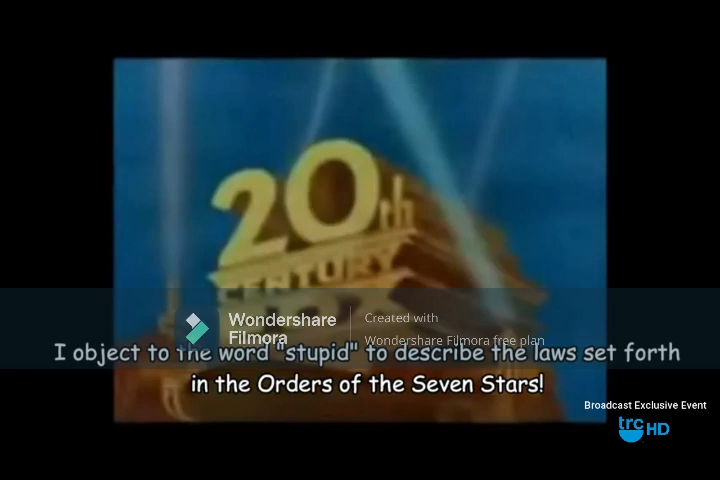 20th
CENTURY
FOX
Wondershare
Filmora
Created with
Wondershare Filmora free plan
I object to the word "stupid" to describe the laws set forth
in the Orders of the Seven Stars!
Broadcast Exclusive Event
trc HD